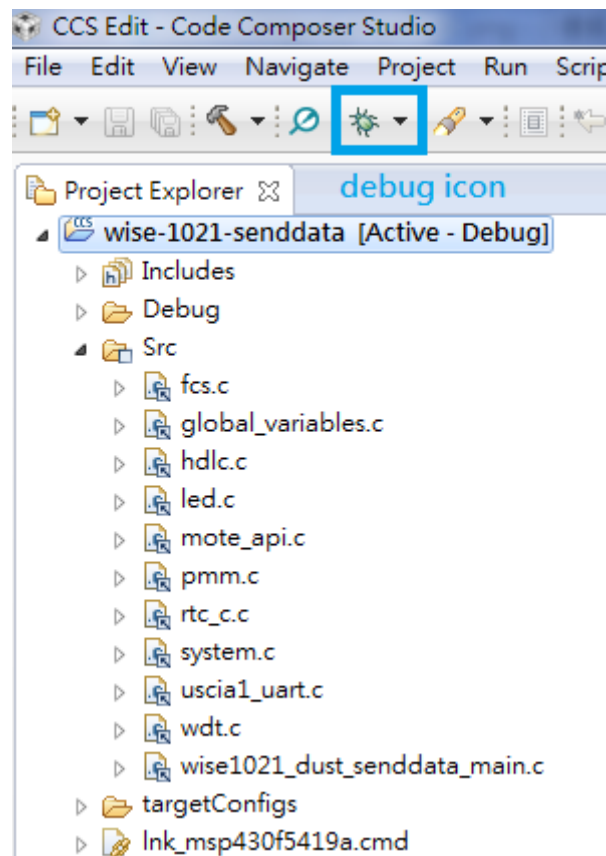 CCS Edit - Code Composer Studio
File Edit View Navigate Project Run Scrip
Project Explorer debug icon
wise-1021-senddata [Active - Debug]
Includes
Debug
Src
fcs.c
global_variables.c
hdlc.c
led.c
mote_api.c
pmm.c
rtc_c.c
system.c
uscia1_uart.c
wdt.c
wise1021_dust_senddata_main.c
targetConfigs
lnk_msp430f5419a.cmd